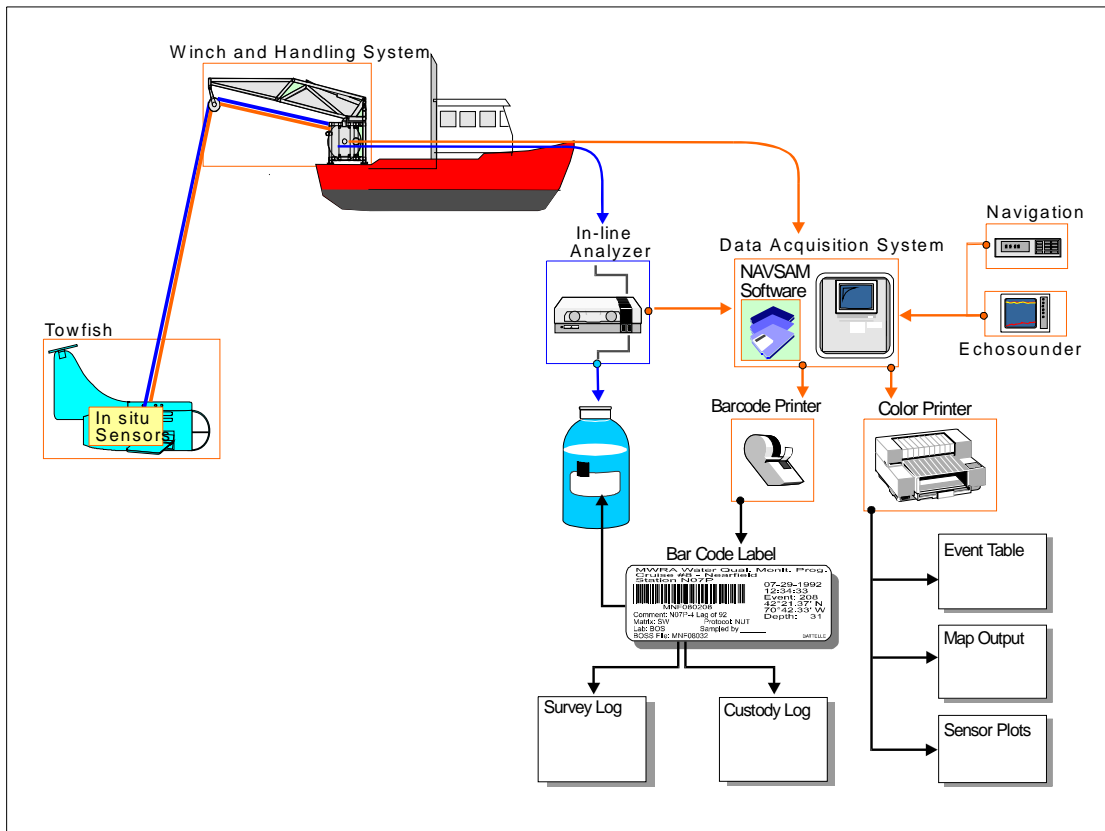 Winch and Handling System
Navigation
In-line
Analyzer
Data Acquisition System
NAVSAM
Software
Echosounder
Towfish
In situ
Sensors
Barcode Printer
Color Printer
Bar Code Label
MWRA Water Qual. Monit. Prog.
Cruise #8 - Nearfield
Station N07P
07-29-1992
12:34:33
Event: 208
42°21.37' N
70°42.33' W
Depth: 31
MNF080208
Comment: N07P-4 Lag of 92
Matrix: SW Protocol: NUT
Lab: BOS Sampled by _____
BOSS File: MNF08032
BATTELLE
Event Table
Map Output
Sensor Plots
Survey Log
Custody Log